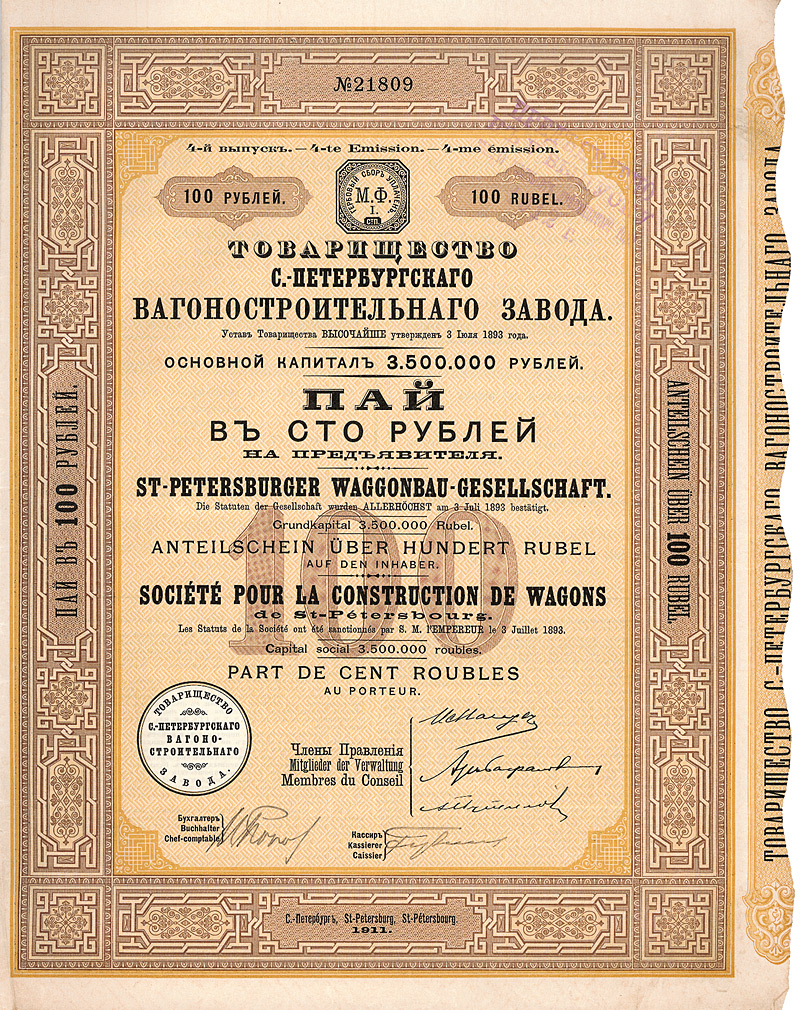 №21809
4-й выпускъ. — 4-te Emission. — 4-me émission.
100 РУБЛЕЙ.
ГЕРБОВЫЙ СБОРЪ УПЛАЧЕНЪ
М.Ф.
I.
СПП.
100 RUBEL.
ТОВАРИЩЕСТВО
С.-ПЕТЕРБУРГСКАГО
ВАГОНОСТРОИТЕЛЬНАГО ЗАВОДА.
Уставъ Товарищества ВЫСОЧАЙШЕ утвержденъ 3 Іюля 1893 года.
ОСНОВНОЙ КАПИТАЛЪ 3.500.000 РУБЛЕЙ.
ПАЙ
ВЪ СТО РУБЛЕЙ
НА ПРЕДЪЯВИТЕЛЯ.
ST-PETERSBURGER WAGGONBAU-GESELLSCHAFT.
Die Statuten der Gesellschaft wurden ALLERHÖCHST am 3 Juli 1893 bestätigt.
Grundkapital 3.500.000 Rubel.
ANTEILSCHEIN ÜBER HUNDERT RUBEL
AUF DEN INHABER.
100
SOCIÉTÉ POUR LA CONSTRUCTION DE WAGONS
de St-Pétersbourg.
Les Statuts de la Société ont été sanctionnés par S. M. l'EMPEREUR le 3 Juillet 1893.
Capital social 3.500.000 roubles.
PART DE CENT ROUBLES
AU PORTEUR.
ТОВАРИЩЕСТВО
С.-ПЕТЕРБУРГСКАГО
ВАГОНО-
СТРОИТЕЛЬНАГО
ЗАВОДА.
Члены Правленія
Mitglieder der Verwaltung
Membres du Conseil
Бухгалтеръ
Buchhalter
Chef-comptable
Кассиръ
Kassierer
Caissier
С.-Петербургъ, St-Petersburg, St-Pétersbourg.
1911.
ПАЙ ВЪ 100 РУБЛЕЙ.
ANTEILSCHEIN ÜBER 100 RUBEL.
ТОВАРИЩЕСТВО С.-ПЕТЕРБУРГСКАГО ВАГОНОСТРОИТЕЛЬНАГО ЗАВОДА